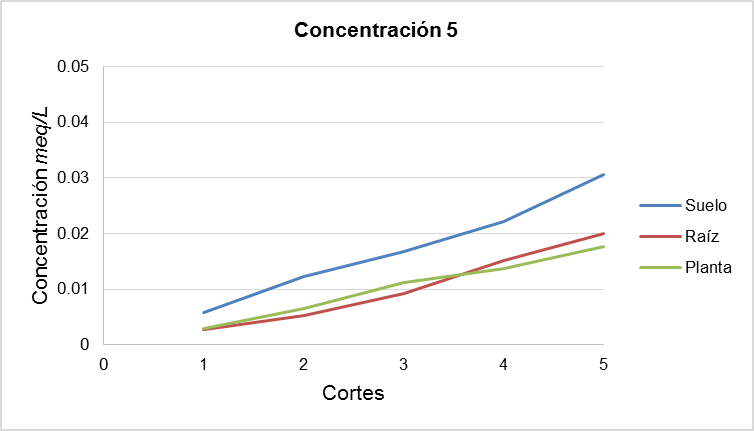 Concentración 5
Concentración meq/L
0.05
0.04
0.03
0.02
0.01
0
0 1 2 3 4 5
Cortes
Suelo
Raíz
Planta